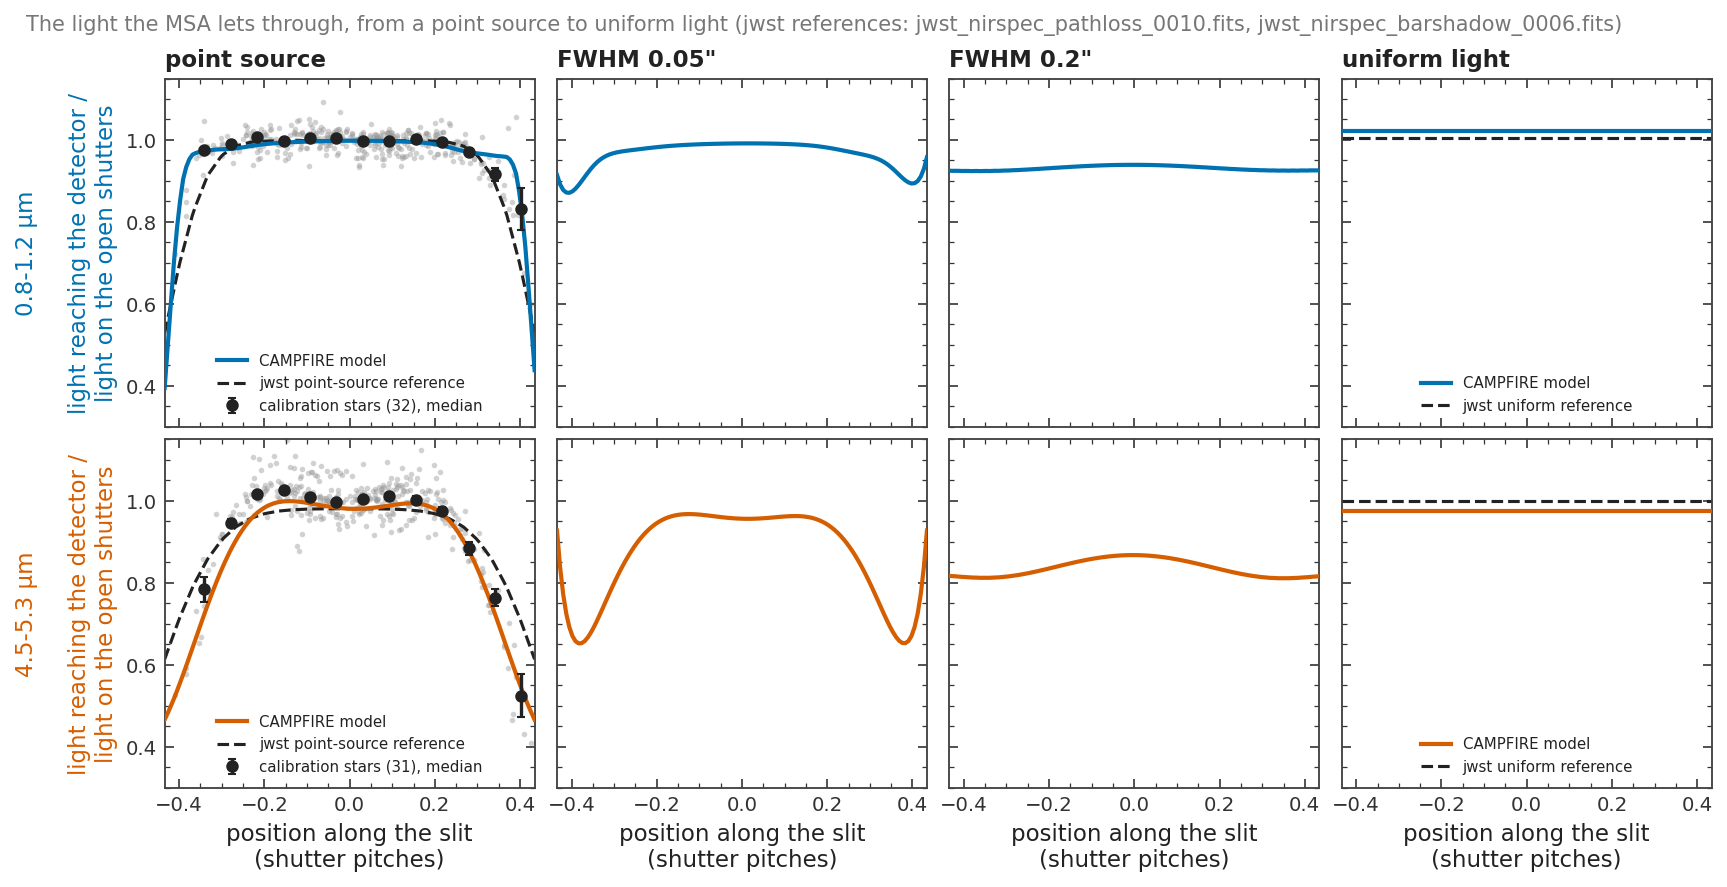 The light the MSA lets through, from a point source to uniform light (jwst references: jwst_nirspec_pathloss_0010.fits, jwst_nirspec_barshadow_0006.fits)
point source
FWHM 0.05"
FWHM 0.2"
uniform light
0.8-1.2 µm
light reaching the detector /
light on the open shutters
1.0
0.8
0.6
0.4
CAMPFIRE model
jwst point-source reference
calibration stars (32), median
CAMPFIRE model
jwst uniform reference
4.5-5.3 µm
light reaching the detector /
light on the open shutters
1.0
0.8
0.6
0.4
CAMPFIRE model
jwst point-source reference
calibration stars (31), median
CAMPFIRE model
jwst uniform reference
−0.4 −0.2 0.0 0.2 0.4
−0.4 −0.2 0.0 0.2 0.4
−0.4 −0.2 0.0 0.2 0.4
−0.4 −0.2 0.0 0.2 0.4
position along the slit
(shutter pitches)
position along the slit
(shutter pitches)
position along the slit
(shutter pitches)
position along the slit
(shutter pitches)